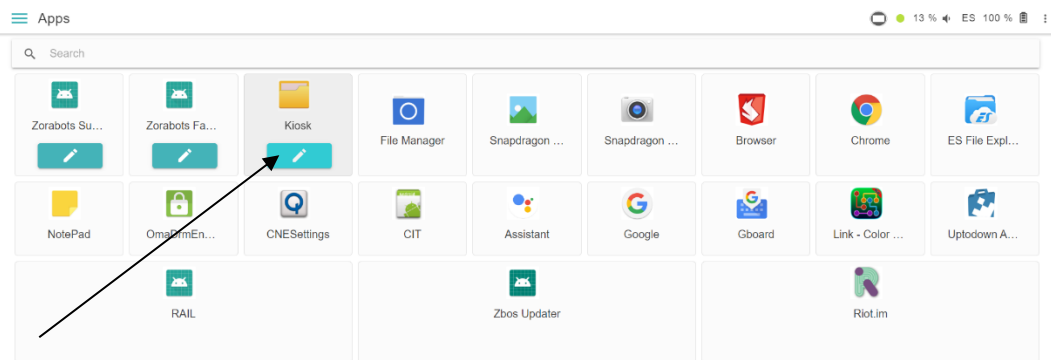 Apps
13 % ES 100 %
Search
Zorabots Su...
Zorabots Fa...
Kiosk
File Manager
Snapdragon ...
Snapdragon ...
Browser
Chrome
ES File Expl...
NotePad
OmaDrmEn...
CNESettings
CIT
Assistant
Google
Gboard
Link - Color ...
Uptodown A...
RAIL
Zbos Updater
Riot.im